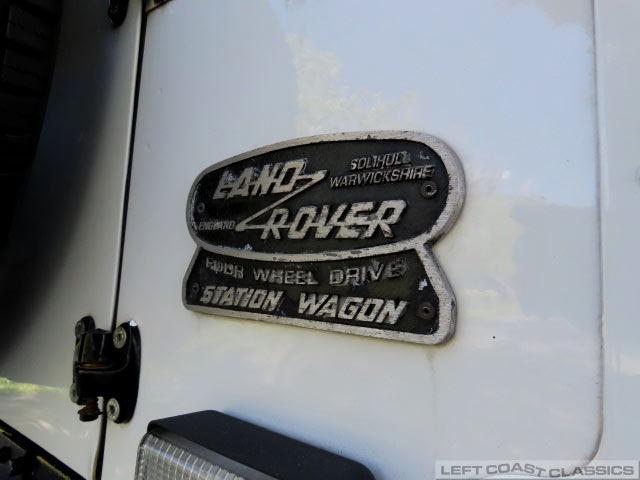 LAND
SOLIHULL
WARWICKSHIRE
ENGLAND
ROVER
FOUR WHEEL DRIVE
STATION WAGON
LEFT COAST CLASSICS